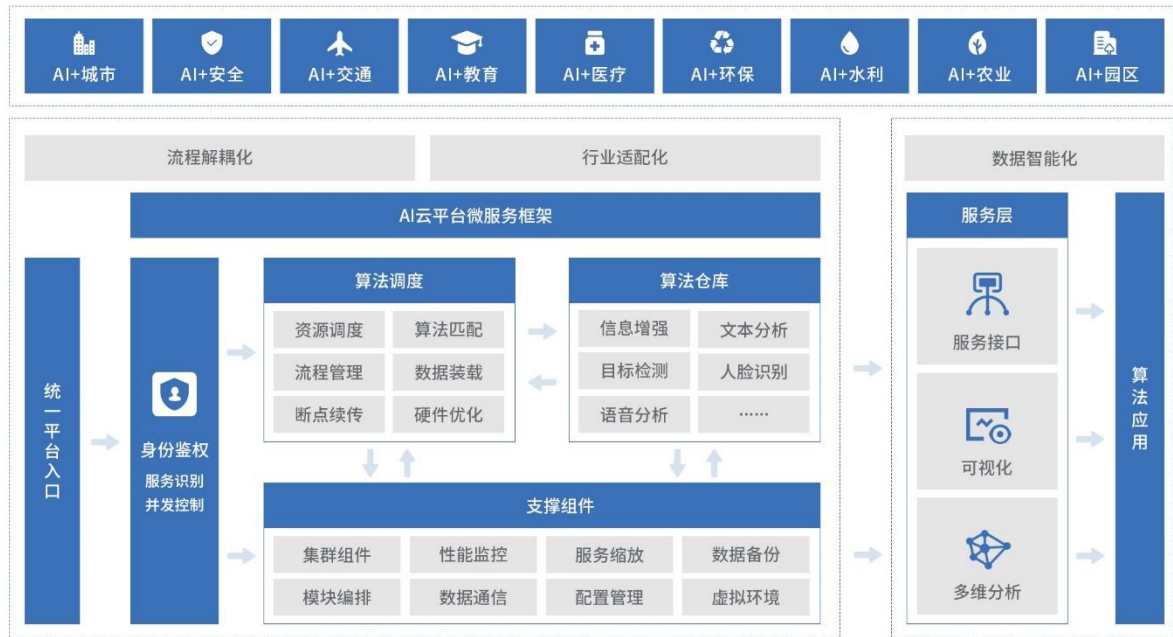 AI+城市
AI+安全
AI+交通
AI+教育
AI+医疗
AI+环保
AI+水利
AI+农业
AI+园区
流程解耦化
行业适配化
数据智能化
AI云平台微服务框架
统一平台入口
身份鉴权
服务识别
并发控制
算法调度
资源调度
算法匹配
流程管理
数据装载
断点续传
硬件优化
算法仓库
信息增强
文本分析
目标检测
人脸识别
语音分析
……
支撑组件
集群组件
性能监控
服务缩放
数据备份
模块编排
数据通信
配置管理
虚拟环境
服务层
服务接口
可视化
多维分析
算法应用